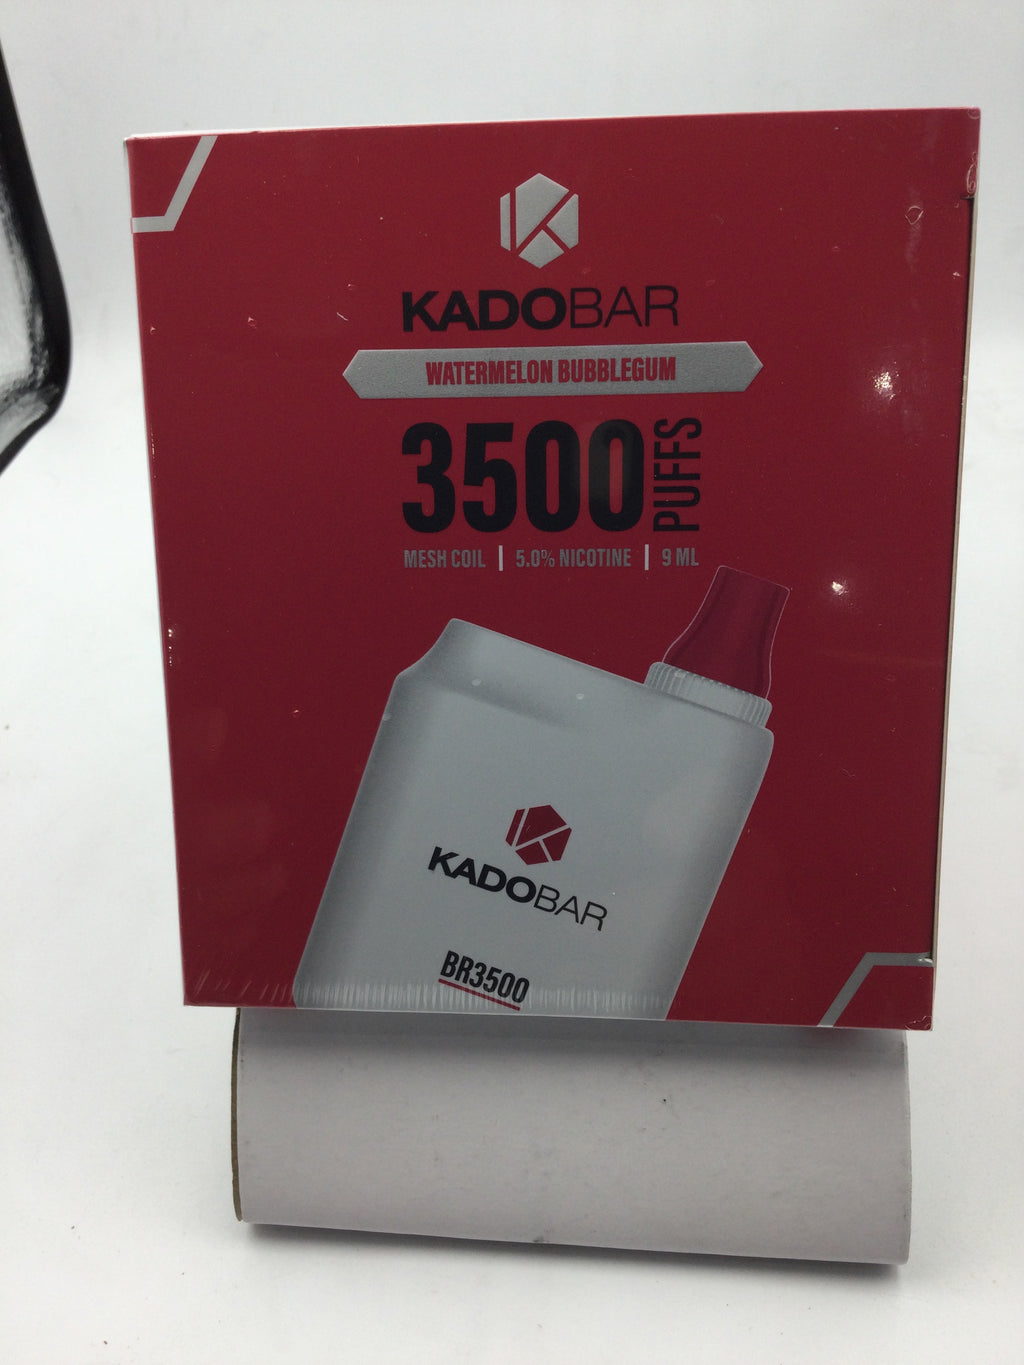 KADOBAR
WATERMELON BUBBLEGUM
3500 PUFFS
MESH COIL | 5.0% NICOTINE | 9 ML
KADOBAR
BR3500